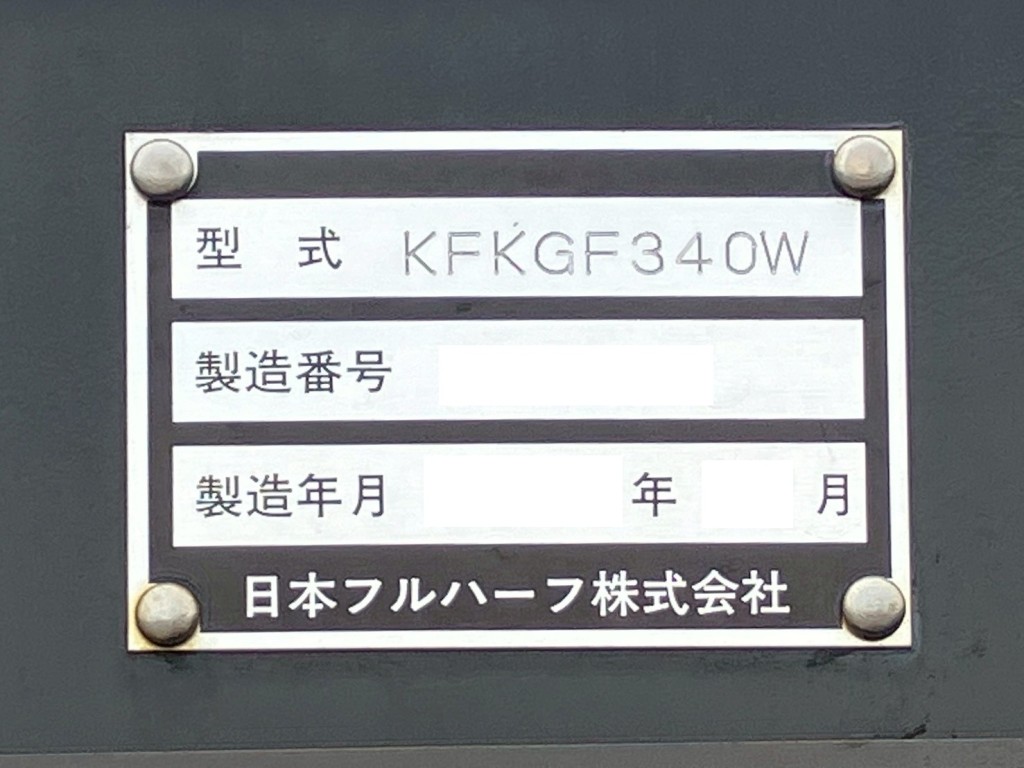 型 式 KFKGF340W
製造番号
製造年月 年 月
日本フルハーフ株式会社